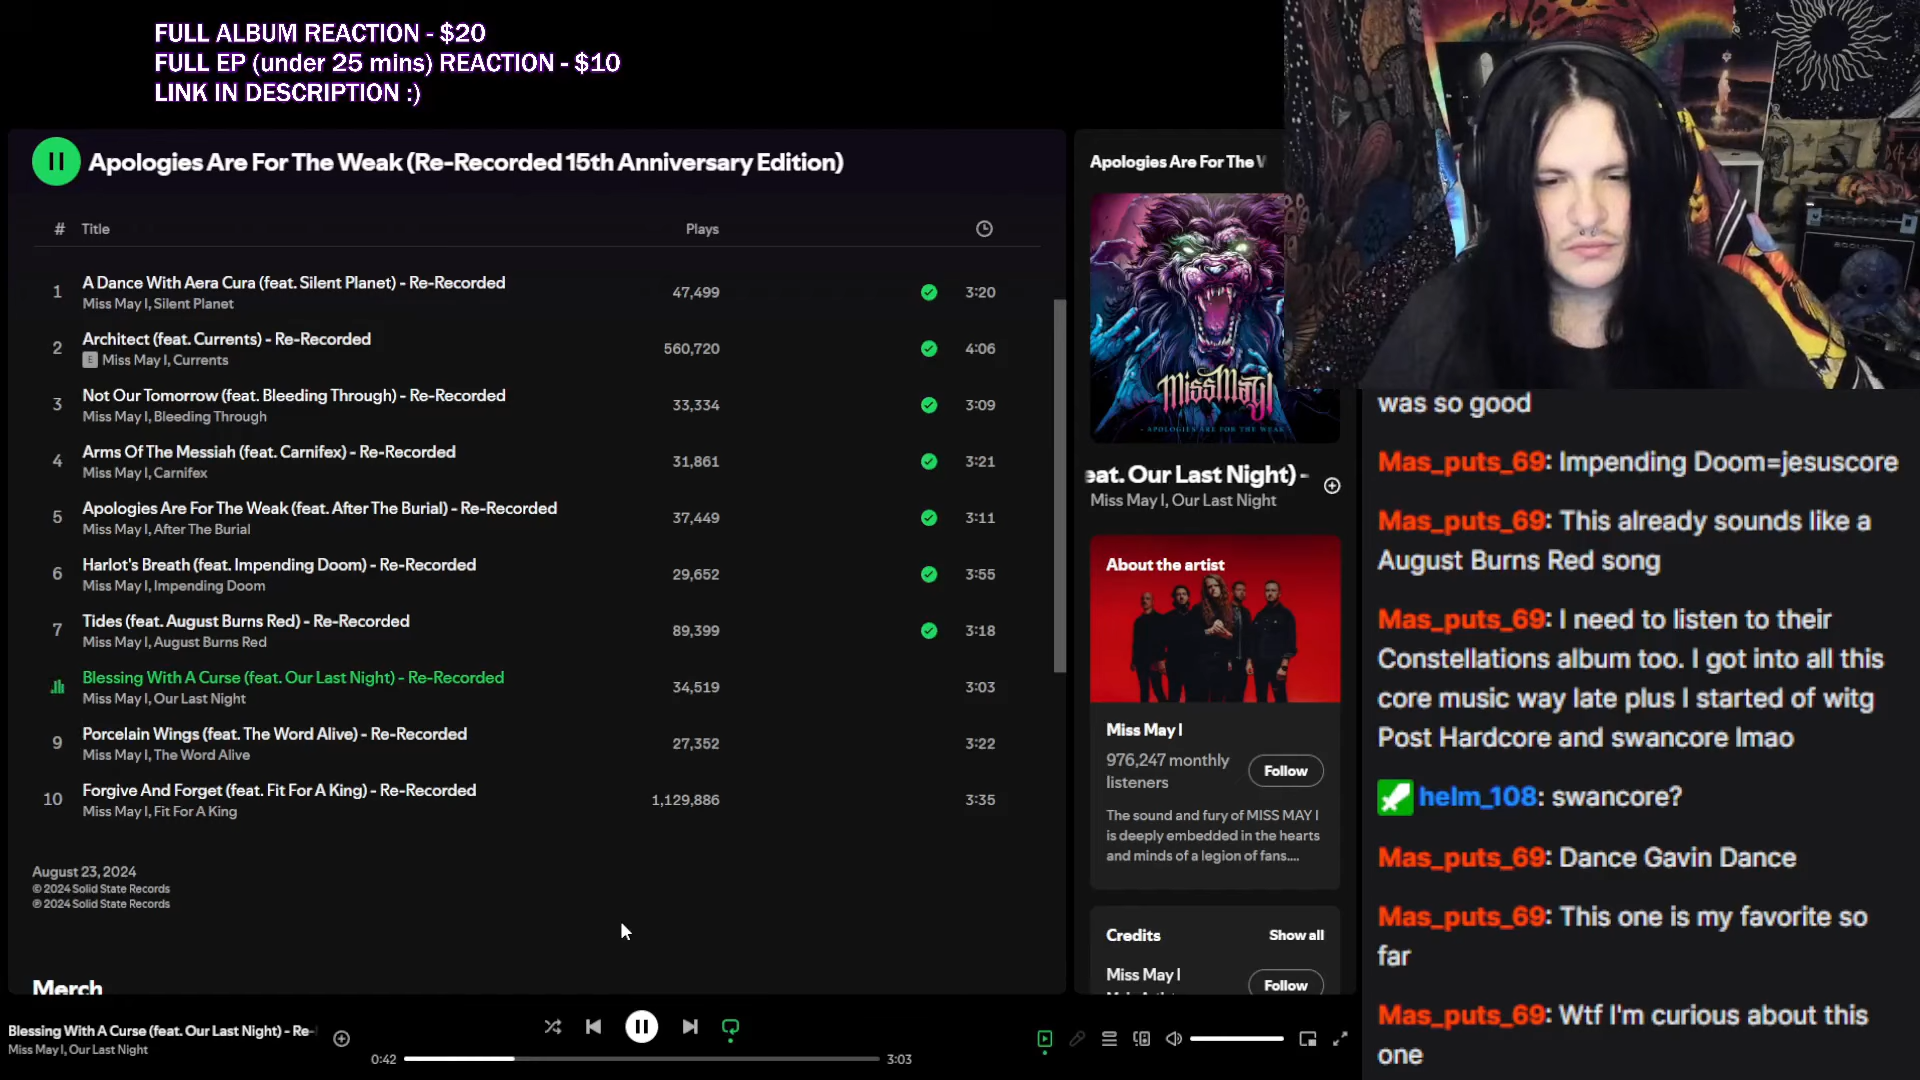 FULL ALBUM REACTION - $20
FULL EP (under 25 mins) REACTION - $10
LINK IN DESCRIPTION :)
Apologies Are For The Weak (Re-Recorded 15th Anniversary Edition)
# Title Plays
1 A Dance With Aera Cura (feat. Silent Planet) - Re-Recorded 47,499 3:20
Miss May I, Silent Planet
2 Architect (feat. Currents) - Re-Recorded 560,720 4:06
E Miss May I, Currents
3 Not Our Tomorrow (feat. Bleeding Through) - Re-Recorded 33,334 3:09
Miss May I, Bleeding Through
4 Arms Of The Messiah (feat. Carnifex) - Re-Recorded 31,861 3:21
Miss May I, Carnifex
5 Apologies Are For The Weak (feat. After The Burial) - Re-Recorded 37,449 3:11
Miss May I, After The Burial
6 Harlot's Breath (feat. Impending Doom) - Re-Recorded 29,652 3:55
Miss May I, Impending Doom
7 Tides (feat. August Burns Red) - Re-Recorded 89,399 3:18
Miss May I, August Burns Red
Blessing With A Curse (feat. Our Last Night) - Re-Recorded 34,519 3:03
Miss May I, Our Last Night
9 Porcelain Wings (feat. The Word Alive) - Re-Recorded 27,352 3:22
Miss May I, The Word Alive
10 Forgive And Forget (feat. Fit For A King) - Re-Recorded 1,129,886 3:35
Miss May I, Fit For A King
August 23, 2024
© 2024 Solid State Records
℗ 2024 Solid State Records
Merch
Apologies Are For The W
MissMayI
- APOLOGIES ARE FOR THE WEAK -
eat. Our Last Night) -
Miss May I, Our Last Night
About the artist
Miss May I
976,247 monthly
listeners
Follow
The sound and fury of MISS MAY I
is deeply embedded in the hearts
and minds of a legion of fans....
Credits Show all
Miss May I
Follow
was so good
Mas_puts_69: Impending Doom=jesuscore
Mas_puts_69: This already sounds like a
August Burns Red song
Mas_puts_69: I need to listen to their
Constellations album too. I got into all this
core music way late plus I started of witg
Post Hardcore and swancore lmao
helm_108: swancore?
Mas_puts_69: Dance Gavin Dance
Mas_puts_69: This one is my favorite so
far
Mas_puts_69: Wtf I'm curious about this
one
Blessing With A Curse (feat. Our Last Night) - Re-
Miss May I, Our Last Night
0:42 3:03